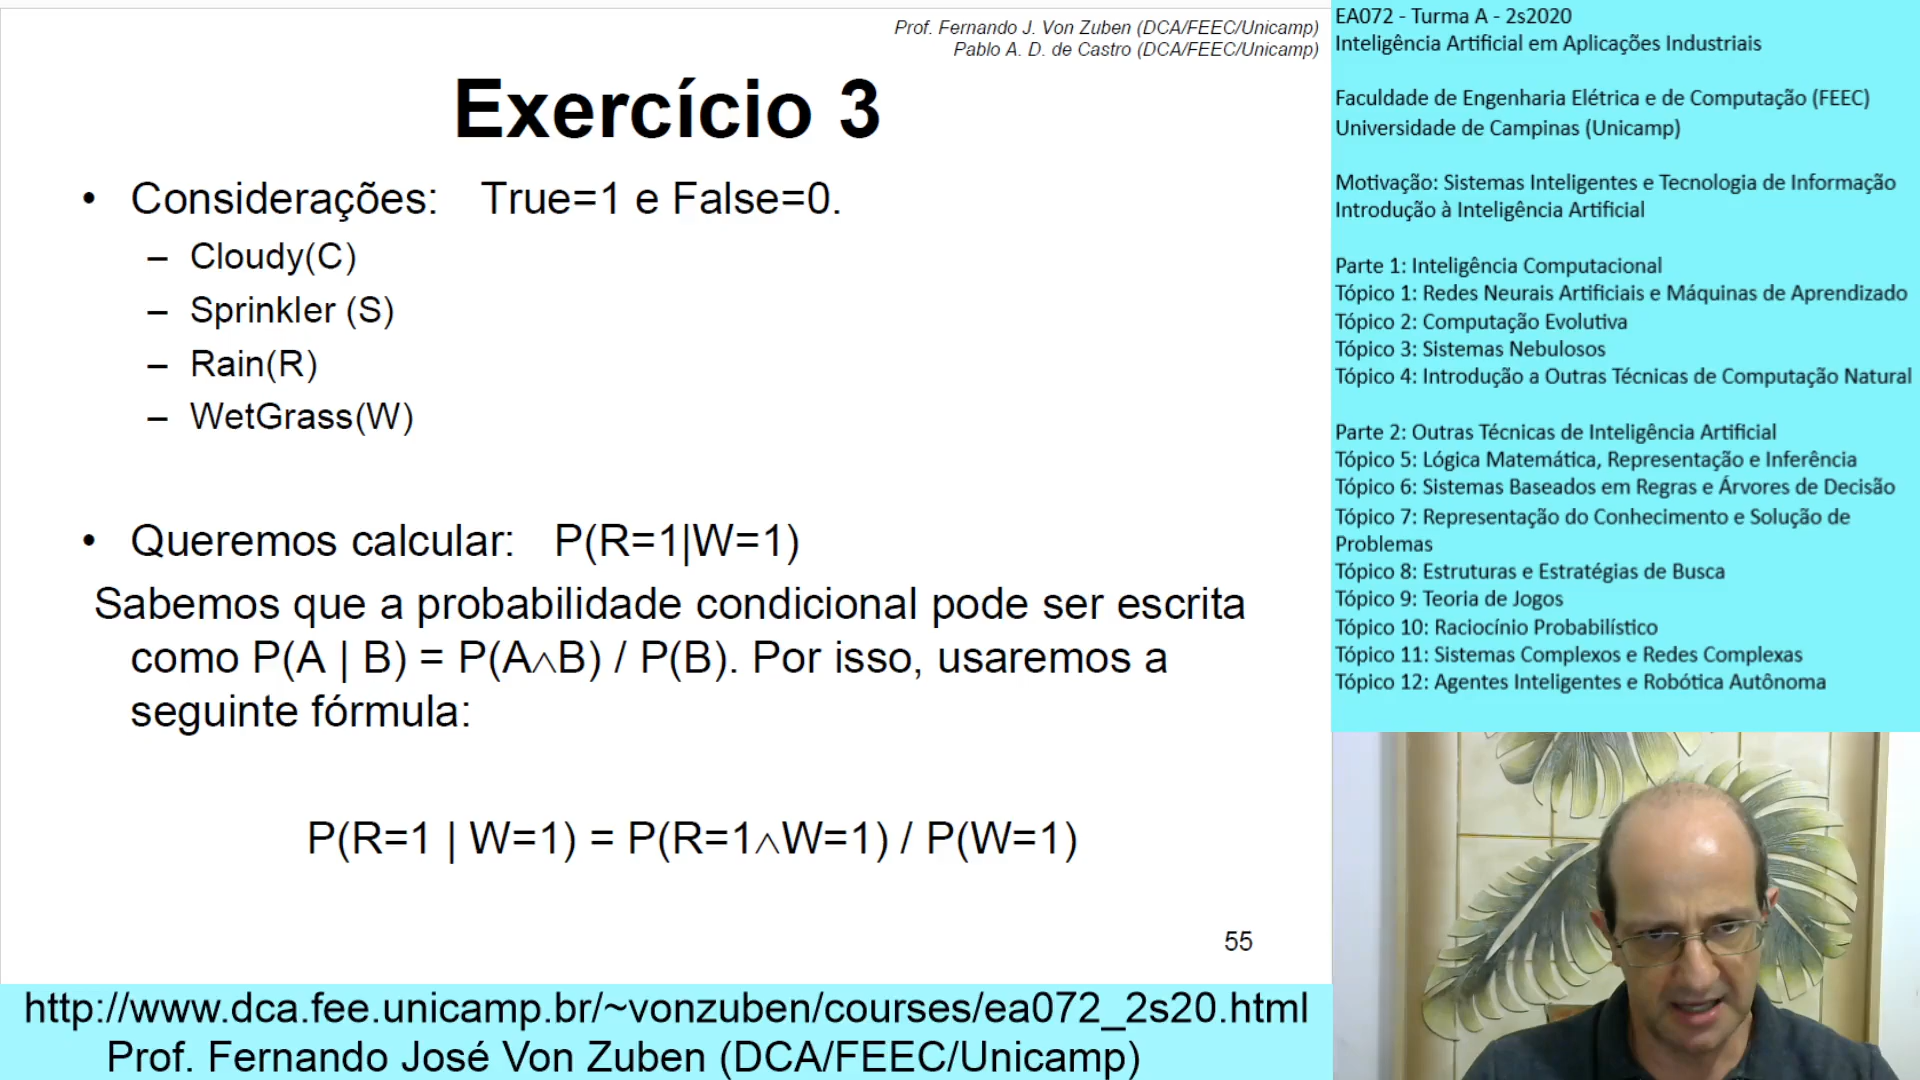 Prof. Fernando J. Von Zuben (DCA/FEEC/Unicamp)
Pablo A. D. de Castro (DCA/FEEC/Unicamp)
Exercício 3
• Considerações: True=1 e False=0.
– Cloudy(C)
– Sprinkler (S)
– Rain(R)
– WetGrass(W)
• Queremos calcular: P(R=1|W=1)
Sabemos que a probabilidade condicional pode ser escrita
como P(A | B) = P(A∧B) / P(B). Por isso, usaremos a
seguinte fórmula:
P(R=1 | W=1) = P(R=1∧W=1) / P(W=1)
55
http://www.dca.fee.unicamp.br/~vonzuben/courses/ea072_2s20.html
Prof. Fernando José Von Zuben (DCA/FEEC/Unicamp)
EA072 - Turma A - 2s2020
Inteligência Artificial em Aplicações Industriais
Faculdade de Engenharia Elétrica e de Computação (FEEC)
Universidade de Campinas (Unicamp)
Motivação: Sistemas Inteligentes e Tecnologia de Informação
Introdução à Inteligência Artificial
Parte 1: Inteligência Computacional
Tópico 1: Redes Neurais Artificiais e Máquinas de Aprendizado
Tópico 2: Computação Evolutiva
Tópico 3: Sistemas Nebulosos
Tópico 4: Introdução a Outras Técnicas de Computação Natural
Parte 2: Outras Técnicas de Inteligência Artificial
Tópico 5: Lógica Matemática, Representação e Inferência
Tópico 6: Sistemas Baseados em Regras e Árvores de Decisão
Tópico 7: Representação do Conhecimento e Solução de
Problemas
Tópico 8: Estruturas e Estratégias de Busca
Tópico 9: Teoria de Jogos
Tópico 10: Raciocínio Probabilístico
Tópico 11: Sistemas Complexos e Redes Complexas
Tópico 12: Agentes Inteligentes e Robótica Autônoma